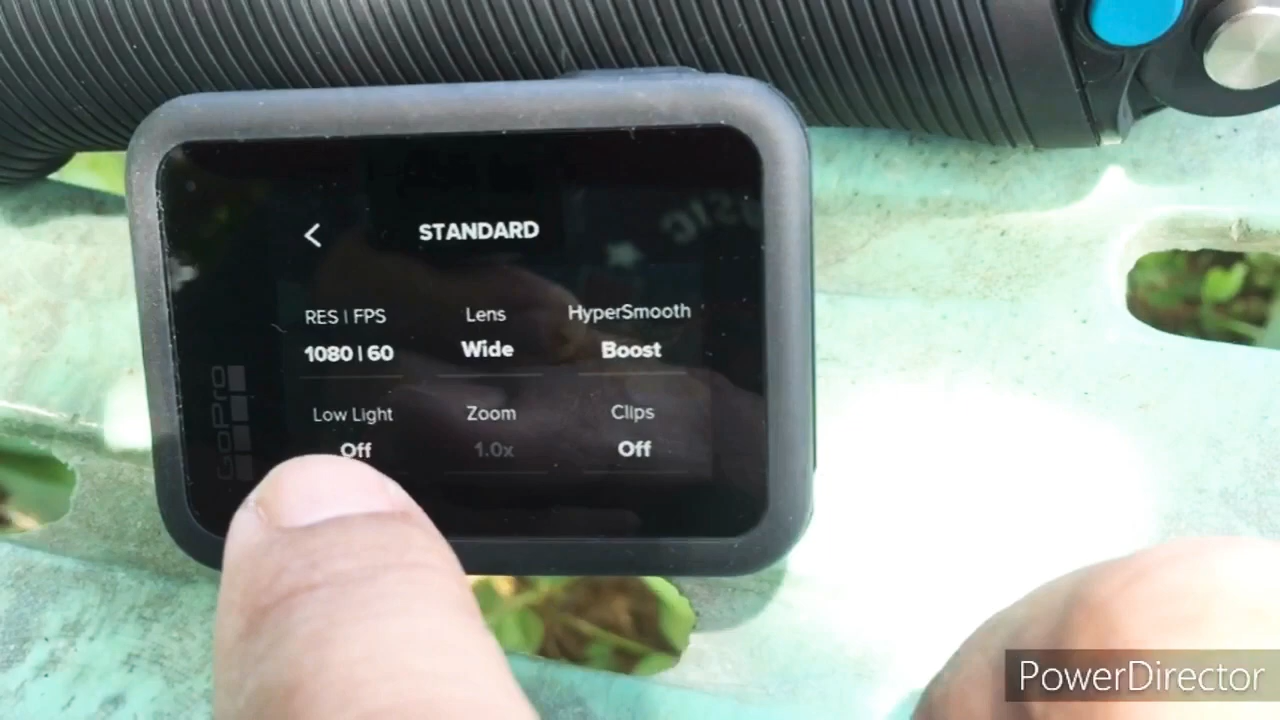 <
STANDARD
RES | FPS
1080 | 60
Lens
Wide
HyperSmooth
Boost
Low Light
Off
Zoom
1.0x
Clips
Off
GoPro
PowerDirector